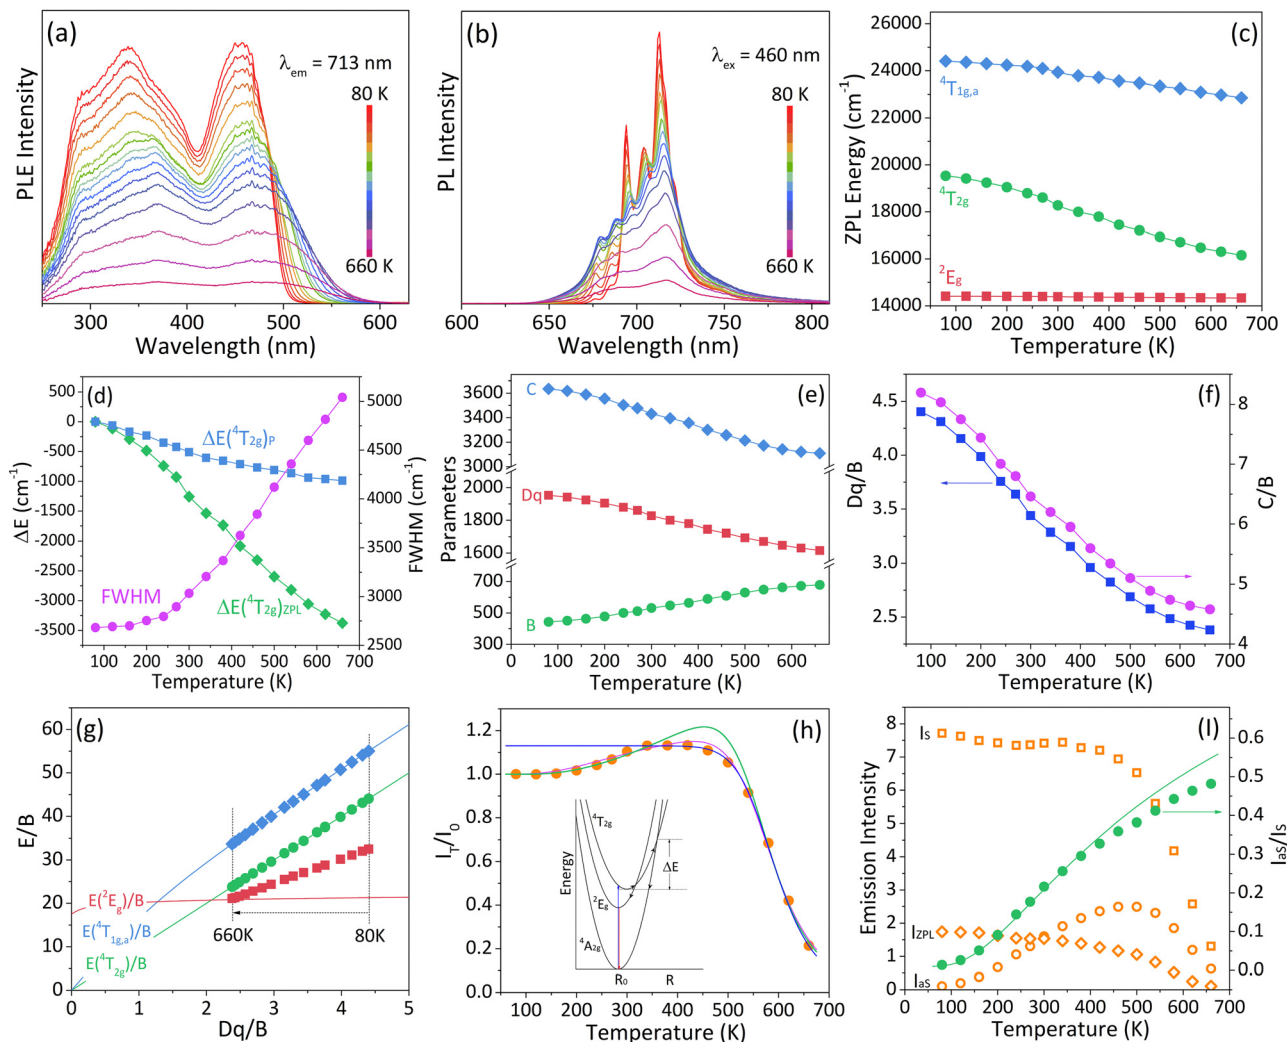 (a)
λem = 713 nm
80 K
660 K
PLE Intensity
300 400 500 600
Wavelength (nm)
(b)
λex = 460 nm
80 K
660 K
PL Intensity
600 650 700 750 800
Wavelength (nm)
(c)
26000
24000
22000
20000
18000
16000
14000
ZPL Energy (cm-1)
4T1g,a
4T2g
2Eg
100 200 300 400 500 600 700
Temperature (K)
(d)
500
0
-500
-1000
-1500
-2000
-2500
-3000
-3500
ΔE (cm-1)
ΔE(4T2g)P
FWHM
ΔE(4T2g)ZPL
5000
4500
4000
3500
3000
2500
FWHM (cm-1)
100 200 300 400 500 600 700
Temperature (K)
(e)
3600
3450
3300
3150
3000
2000
1800
1600
700
500
300
Parameters
C
Dq
B
0 100 200 300 400 500 600
Temperature (K)
(f)
4.5
4.0
3.5
3.0
2.5
Dq/B
8
7
6
5
4
C/B
100 200 300 400 500 600 700
Temperature (K)
(g)
60
50
40
30
20
10
0
E/B
E(2Eg)/B
E(4T1g,a)/B
E(4T2g)/B
660K
80K
0 1 2 3 4 5
Dq/B
(h)
1.2
1.0
0.8
0.6
0.4
0.2
0.0
IT/I0
4T2g
ΔE
2Eg
4A2g
Energy
R0 R
100 200 300 400 500 600 700
Temperature (K)
(I)
8
7
6
5
4
3
2
1
0
Emission Intensity
IS
IZPL
IaS
0.6
0.5
0.4
0.3
0.2
0.1
0.0
IaS/IS
0 100 200 300 400 500 600 700
Temperature (K)